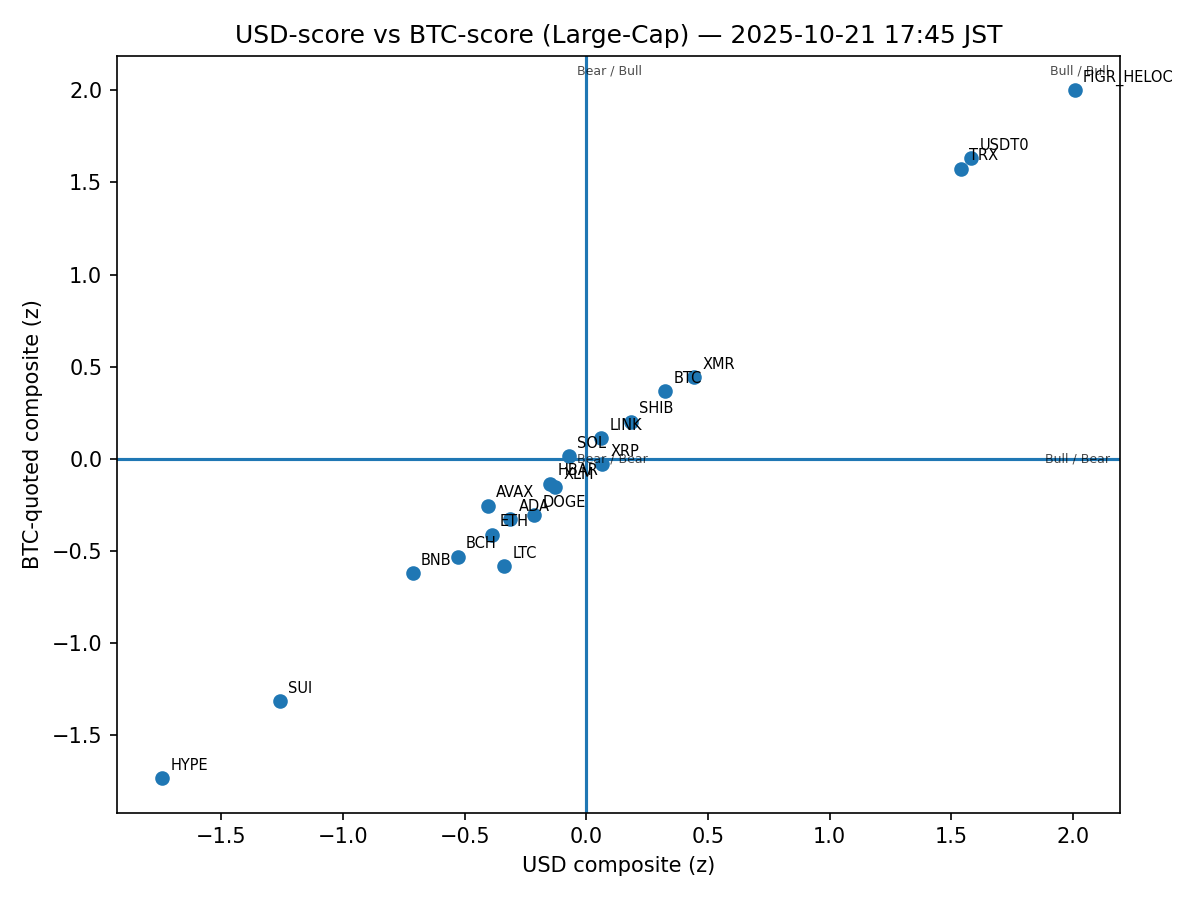 USD-score vs BTC-score (Large-Cap) — 2025-10-21 17:45 JST
Bear / Bull
Bull / Bull
FIGR_HELOC
USDT0
TRX
XMR
BTC
SHIB
LINK
SOL
XRP
Bear / Bear
Bull / Bear
HBAR
XLM
AVAX
DOGE
ADA
ETH
BCH
LTC
BNB
SUI
HYPE
2.0
1.5
1.0
0.5
0.0
−0.5
−1.0
−1.5
BTC-quoted composite (z)
−1.5
−1.0
−0.5
0.0
0.5
1.0
1.5
2.0
USD composite (z)